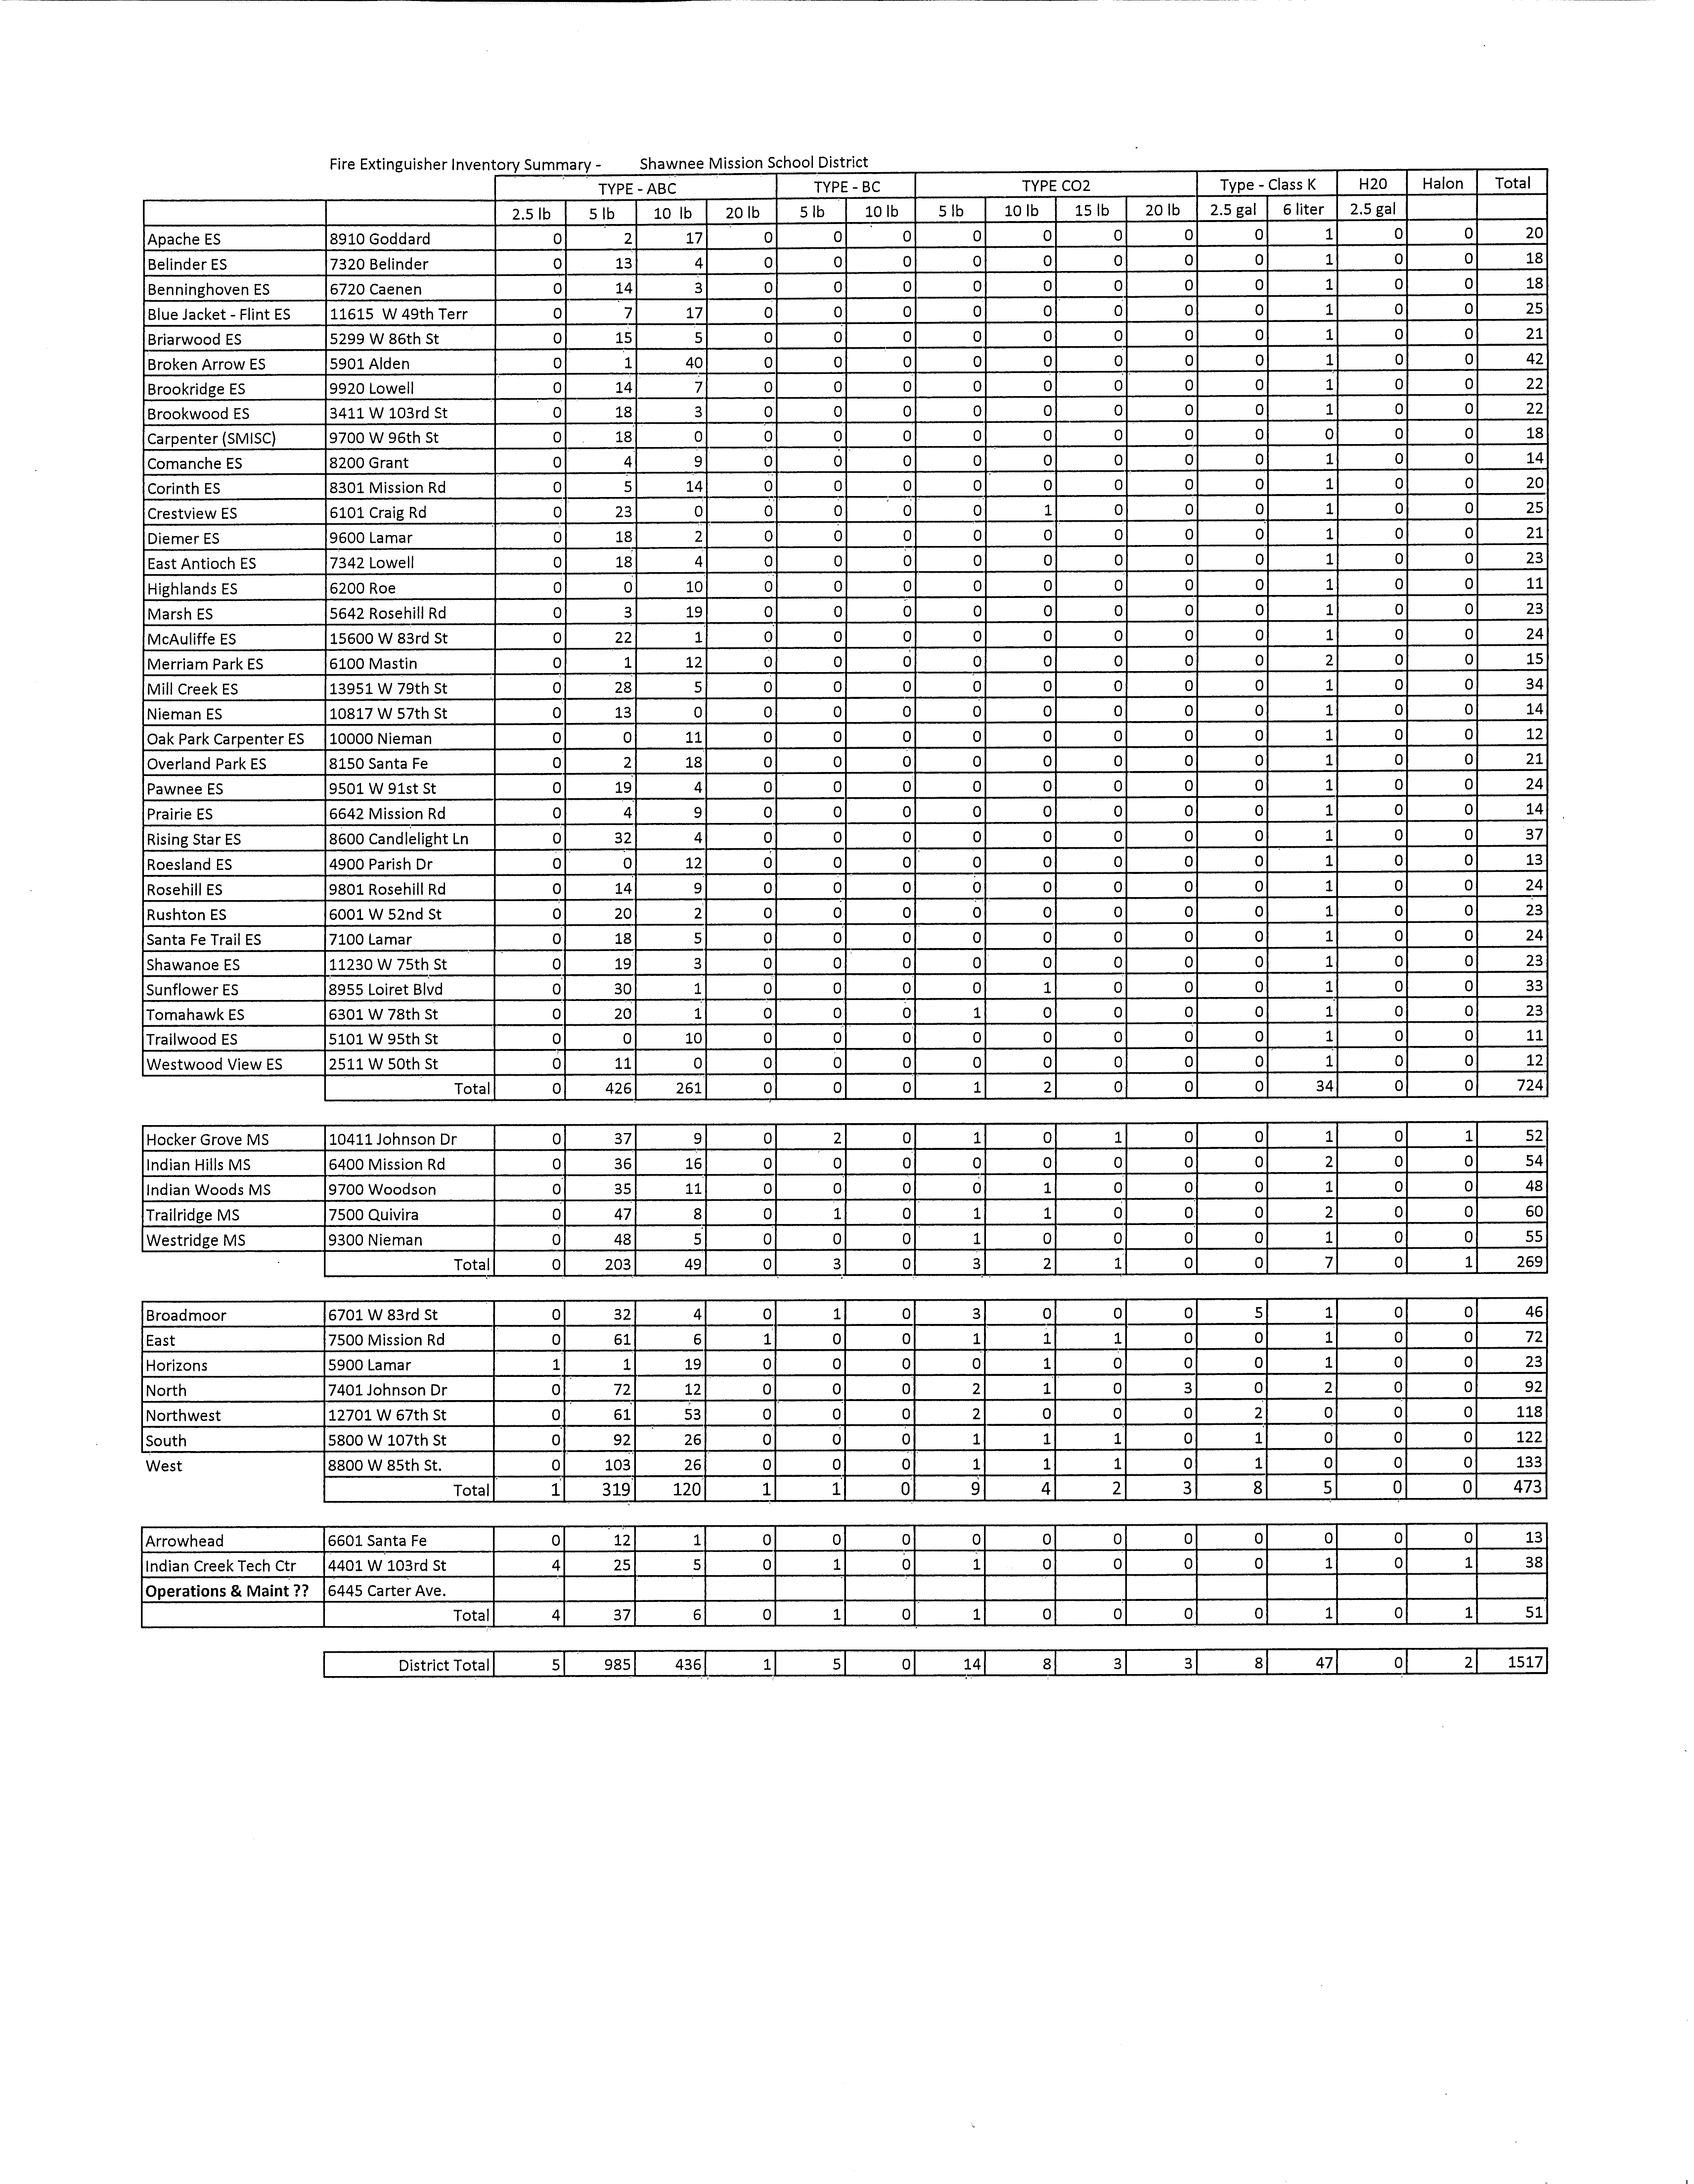 Fire Extinguisher Inventory Summary - Shawnee Mission School District
TYPE - ABC TYPE - BC TYPE CO2 Type - Class K H20 Halon Total
2.5 lb 5 lb 10 lb 20 lb 5 lb 10 lb 5 lb 10 lb 15 lb 20 lb 2.5 gal 6 liter 2.5 gal
Apache ES 8910 Goddard 0 2 17 0 0 0 0 0 0 0 0 1 0 0 20
Belinder ES 7320 Belinder 0 13 4 0 0 0 0 0 0 0 0 1 0 0 18
Benninghoven ES 6720 Caenen 0 14 3 0 0 0 0 0 0 0 0 1 0 0 18
Blue Jacket - Flint ES 11615 W 49th Terr 0 7 17 0 0 0 0 0 0 0 0 1 0 0 25
Briarwood ES 5299 W 86th St 0 15 5 0 0 0 0 0 0 0 0 1 0 0 21
Broken Arrow ES 5901 Alden 0 1 40 0 0 0 0 0 0 0 0 1 0 0 42
Brookridge ES 9920 Lowell 0 14 7 0 0 0 0 0 0 0 0 1 0 0 22
Brookwood ES 3411 W 103rd St 0 18 3 0 0 0 0 0 0 0 0 1 0 0 22
Carpenter (SMISC) 9700 W 96th St 0 18 0 0 0 0 0 0 0 0 0 0 0 0 18
Comanche ES 8200 Grant 0 4 9 0 0 0 0 0 0 0 0 1 0 0 14
Corinth ES 8301 Mission Rd 0 5 14 0 0 0 0 0 0 0 0 1 0 0 20
Crestview ES 6101 Craig Rd 0 23 0 0 0 0 0 1 0 0 0 1 0 0 25
Diemer ES 9600 Lamar 0 18 2 0 0 0 0 0 0 0 0 1 0 0 21
East Antioch ES 7342 Lowell 0 18 4 0 0 0 0 0 0 0 0 1 0 0 23
Highlands ES 6200 Roe 0 0 10 0 0 0 0 0 0 0 0 1 0 0 11
Marsh ES 5642 Rosehill Rd 0 3 19 0 0 0 0 0 0 0 0 1 0 0 23
McAuliffe ES 15600 W 83rd St 0 22 1 0 0 0 0 0 0 0 0 1 0 0 24
Merriam Park ES 6100 Mastin 0 1 12 0 0 0 0 0 0 0 0 2 0 0 15
Mill Creek ES 13951 W 79th St 0 28 5 0 0 0 0 0 0 0 0 1 0 0 34
Nieman ES 10817 W 57th St 0 13 0 0 0 0 0 0 0 0 0 1 0 0 14
Oak Park Carpenter ES 10000 Nieman 0 0 11 0 0 0 0 0 0 0 0 1 0 0 12
Overland Park ES 8150 Santa Fe 0 2 18 0 0 0 0 0 0 0 0 1 0 0 21
Pawnee ES 9501 W 91st St 0 19 4 0 0 0 0 0 0 0 0 1 0 0 24
Prairie ES 6642 Mission Rd 0 4 9 0 0 0 0 0 0 0 0 1 0 0 14
Rising Star ES 8600 Candlelight Ln 0 32 4 0 0 0 0 0 0 0 0 1 0 0 37
Roesland ES 4900 Parish Dr 0 0 12 0 0 0 0 0 0 0 0 1 0 0 13
Rosehill ES 9801 Rosehill Rd 0 14 9 0 0 0 0 0 0 0 0 1 0 0 24
Rushton ES 6001 W 52nd St 0 20 2 0 0 0 0 0 0 0 0 1 0 0 23
Santa Fe Trail ES 7100 Lamar 0 18 5 0 0 0 0 0 0 0 0 1 0 0 24
Shawanoe ES 11230 W 75th St 0 19 3 0 0 0 0 0 0 0 0 1 0 0 23
Sunflower ES 8955 Loiret Blvd 0 30 1 0 0 0 0 1 0 0 0 1 0 0 33
Tomahawk ES 6301 W 78th St 0 20 1 0 0 0 1 0 0 0 0 1 0 0 23
Trailwood ES 5101 W 95th St 0 0 10 0 0 0 0 0 0 0 0 1 0 0 11
Westwood View ES 2511 W 50th St 0 11 0 0 0 0 0 0 0 0 0 1 0 0 12
Total 0 426 261 0 0 0 1 2 0 0 0 34 0 0 724
Hocker Grove MS 10411 Johnson Dr 0 37 9 0 2 0 1 0 1 0 0 1 0 1 52
Indian Hills MS 6400 Mission Rd 0 36 16 0 0 0 0 0 0 0 0 2 0 0 54
Indian Woods MS 9700 Woodson 0 35 11 0 0 0 0 1 0 0 0 1 0 0 48
Trailridge MS 7500 Quivira 0 47 8 0 1 0 1 1 0 0 0 2 0 0 60
Westridge MS 9300 Nieman 0 48 5 0 0 0 1 0 0 0 0 1 0 0 55
Total 0 203 49 0 3 0 3 2 1 0 0 7 0 1 269
Broadmoor 6701 W 83rd St 0 32 4 0 1 0 3 0 0 0 5 1 0 0 46
East 7500 Mission Rd 0 61 6 1 0 0 1 1 1 0 0 1 0 0 72
Horizons 5900 Lamar 1 1 19 0 0 0 0 1 0 0 0 1 0 0 23
North 7401 Johnson Dr 0 72 12 0 0 0 2 1 0 3 0 2 0 0 92
Northwest 12701 W 67th St 0 61 53 0 0 0 2 0 0 0 2 0 0 0 118
South 5800 W 107th St 0 92 26 0 0 0 1 1 1 0 1 0 0 0 122
West 8800 W 85th St. 0 103 26 0 0 0 1 1 1 0 1 0 0 0 133
Total 1 319 120 1 1 0 9 4 2 3 8 5 0 0 473
Arrowhead 6601 Santa Fe 0 12 1 0 0 0 0 0 0 0 0 0 0 0 13
Indian Creek Tech Ctr 4401 W 103rd St 4 25 5 0 1 0 1 0 0 0 0 1 0 1 38
Operations & Maint ?? 6445 Carter Ave.
Total 4 37 6 0 1 0 1 0 0 0 0 1 0 1 51
District Total 5 985 436 1 5 0 14 8 3 3 8 47 0 2 1517